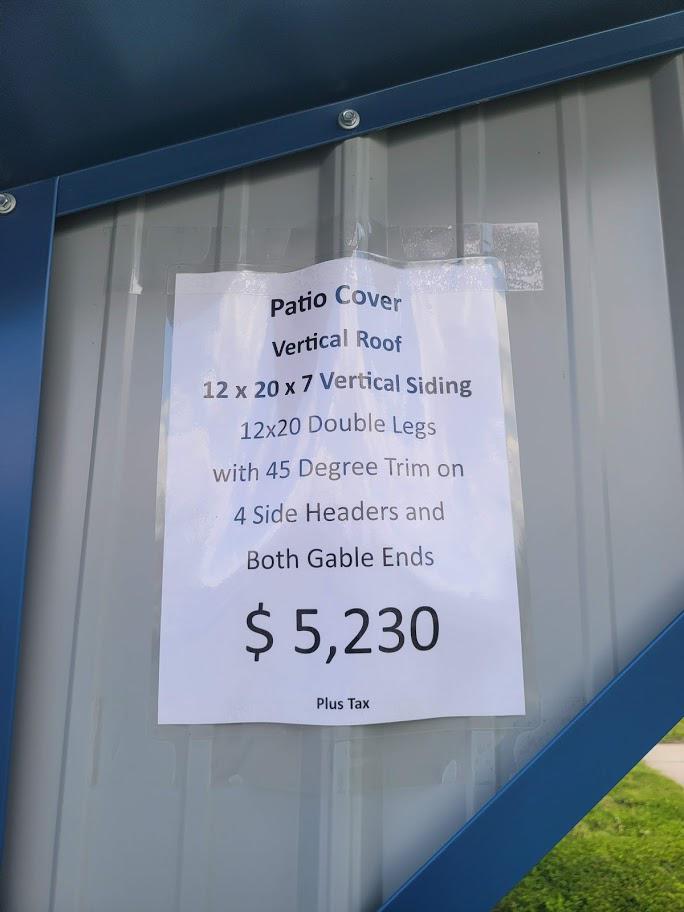 Patio Cover
Vertical Roof
12 x 20 x 7 Vertical Siding
12x20 Double Legs
with 45 Degree Trim on
4 Side Headers and
Both Gable Ends
$ 5,230
Plus Tax